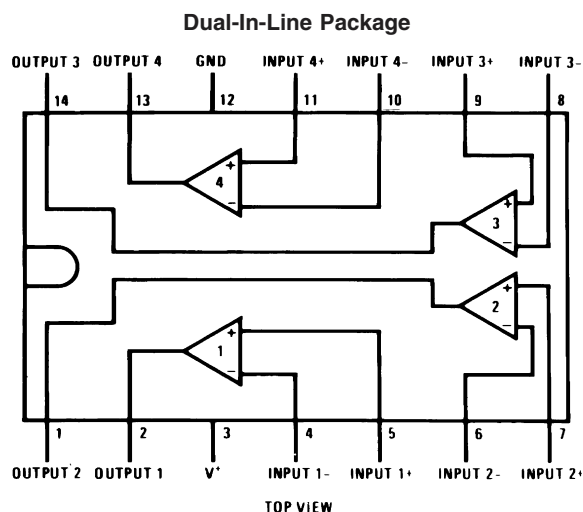 Dual-In-Line Package
OUTPUT 3 OUTPUT 4 GND INPUT 4+ INPUT 4- INPUT 3+ INPUT 3-
14 13 12 11 10 9 8
+ 4 -
+ 3 -
+ 2 -
+ 1 -
1 2 3 4 5 6 7
OUTPUT 2 OUTPUT 1 V+ INPUT 1- INPUT 1+ INPUT 2- INPUT 2+
TOP VIEW